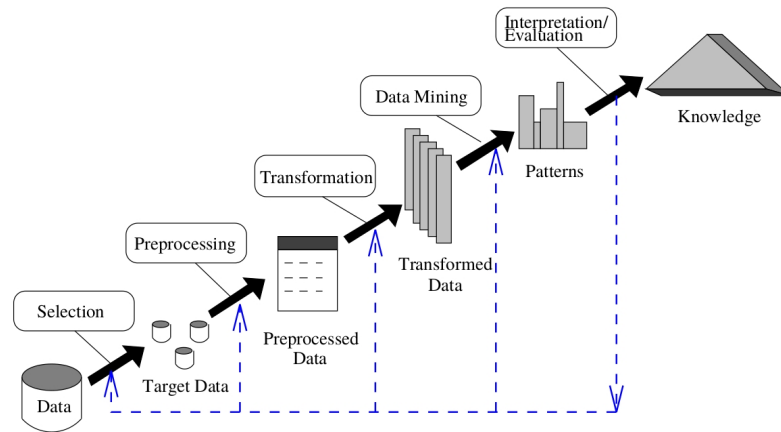 Interpretation/
Evaluation
Data Mining
Knowledge
Transformation
Patterns
Preprocessing
Transformed
Data
Selection
Preprocessed
Data
Target Data
Data